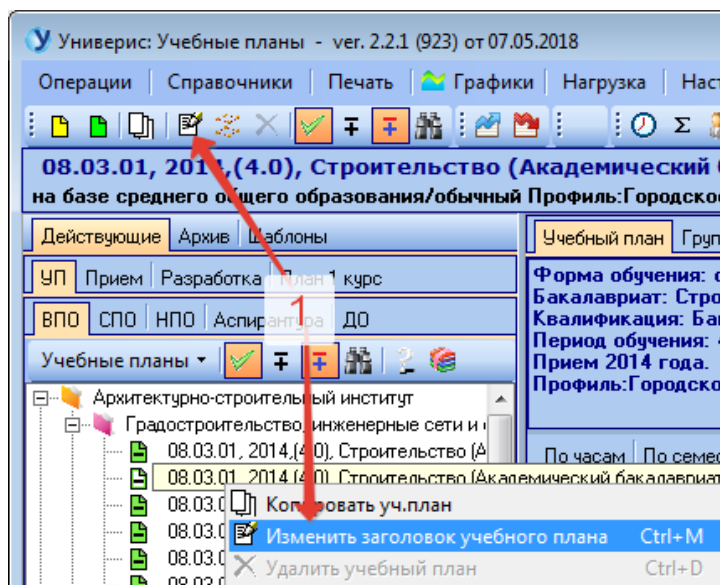 Универис: Учебные планы - ver. 2.2.1 (923) от 07.05.2018
Операции Справочники Печать Графики Нагрузка Наст
Σ
08.03.01, 2014,(4.0), Строительство (Академический
на базе среднего общего образования/обычный Профиль:Городско
Действующие Архив Шаблоны
УП Прием Разработка План 1 курс
1
ВПО СПО НПО Аспирантура ДО
Учебные планы
Архитектурно-строительный институт
Градостроительство, инженерные сети и
08.03.01, 2014,(4.0), Строительство (А
08.03.01, 2014,(4.0), Строительство (Академический бакалавриат
08.03.0
08.03.0
08.03.0
08.03.0
Копировать уч.план
Изменить заголовок учебного плана Ctrl+M
Удалить учебный план Ctrl+D
Учебный план Груп
Форма обучения: о
Бакалавриат: Стро
Квалификация: Ба
Период обучения: 4
Прием 2014 года.
Профиль:Городско
По часам По семес